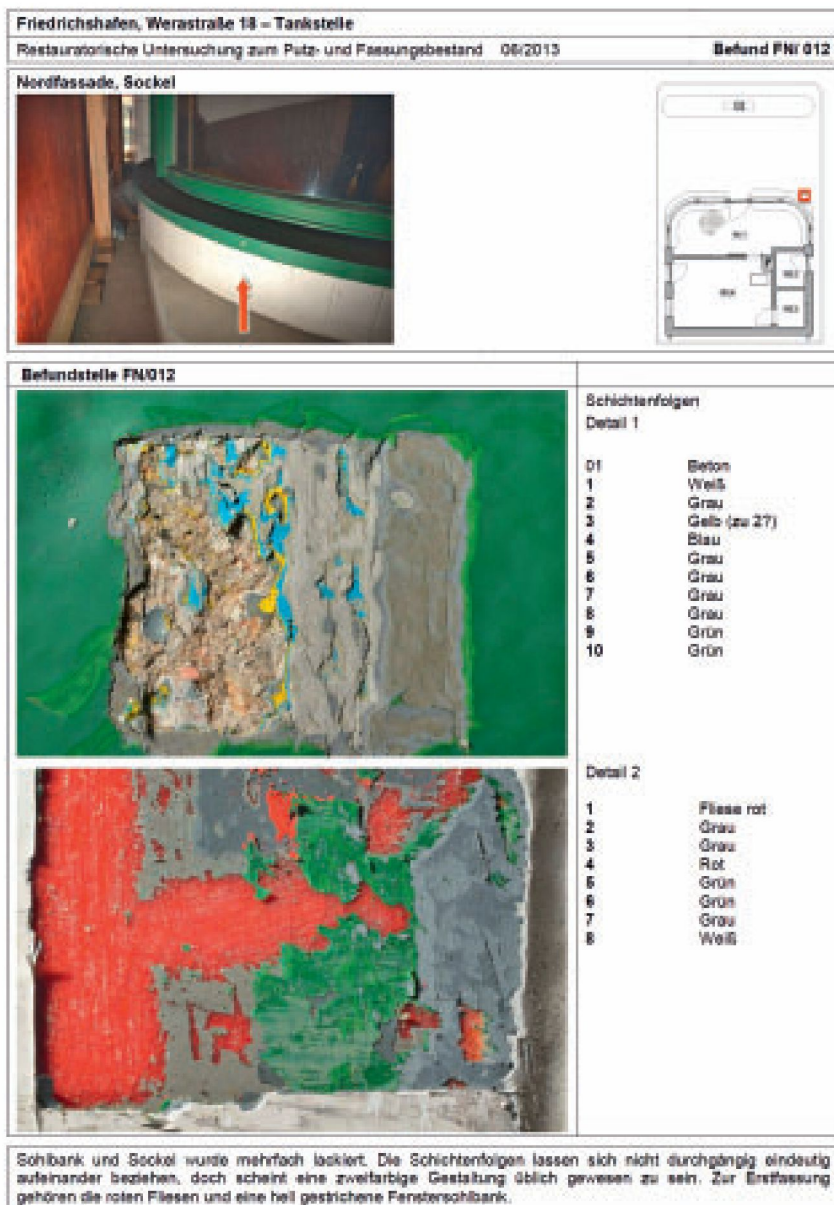 Friedrichshafen, Werastraße 18 – Tankstelle
Restauratorische Untersuchung zum Putz- und Fassungsbestand 06/2013 Befund FN/ 012
Nordfassade, Sockel
Befundstelle FN/012
Schichtenfolgen
Detail 1
01 Beton
1 Weiß
2 Grau
3 Gelb (zu 2?)
4 Blau
5 Grau
6 Grau
7 Grau
8 Grau
9 Grün
10 Grün
Detail 2
1 Fliese rot
2 Grau
3 Grau
4 Rot
5 Grün
6 Grün
7 Grau
8 Weiß
Sohlbank und Sockel wurde mehrfach lackiert. Die Schichtenfolgen lassen sich nicht durchgängig eindeutig
aufeinander beziehen, doch scheint eine zweifarbige Gestaltung üblich gewesen zu sein. Zur Erstfassung
gehören die roten Fliesen und eine hell gestrichene Fenstersohlbank.